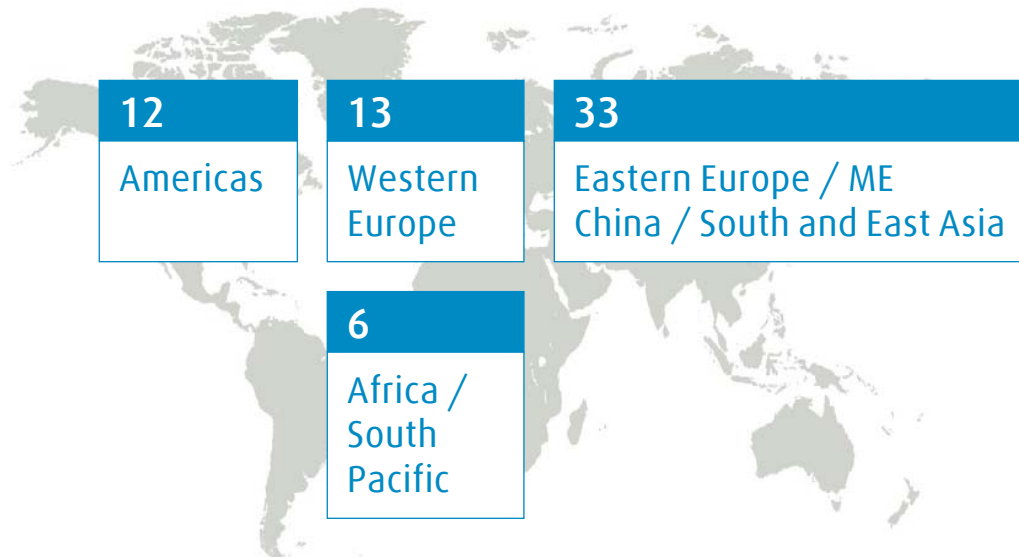 12
Americas
13
Western
Europe
33
Eastern Europe / ME
China / South and East Asia
6
Africa /
South
Pacific